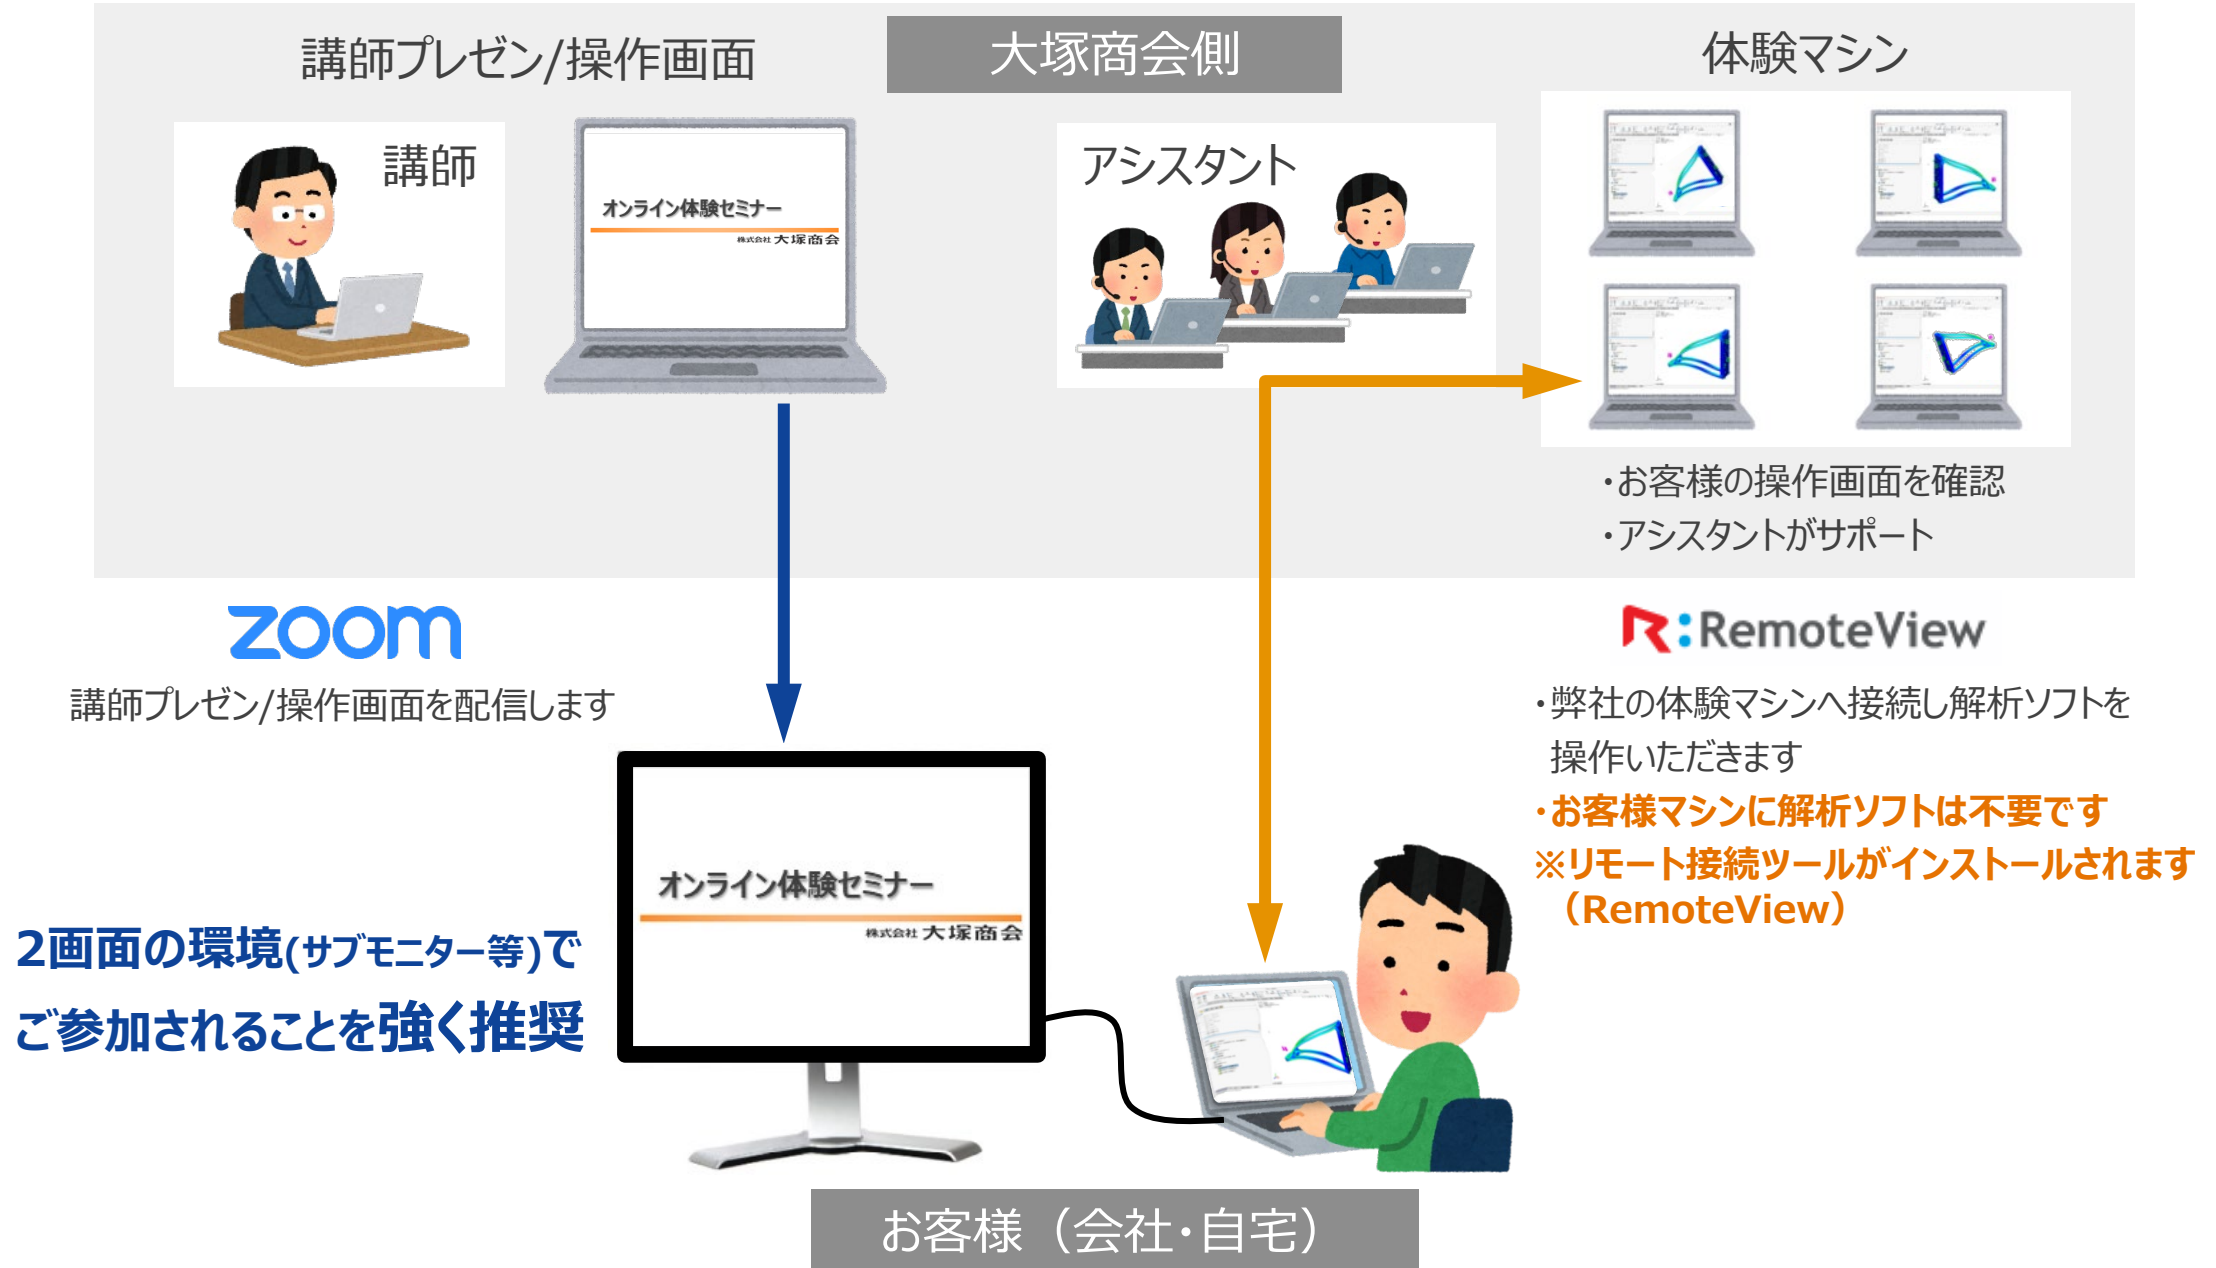 大塚商会側
講師プレゼン/操作画面
体験マシン
講師
オンライン体験セミナー
株式会社 大塚商会
アシスタント
・お客様の操作画面を確認
・アシスタントがサポート
zoom
講師プレゼン/操作画面を配信します
R:RemoteView
・弊社の体験マシンへ接続し解析ソフトを
操作いただきます
・お客様マシンに解析ソフトは不要です
※リモート接続ツールがインストールされます
（RemoteView）
オンライン体験セミナー
株式会社 大塚商会
2画面の環境(サブモニター等)で
ご参加されることを強く推奨
お客様（会社・自宅）